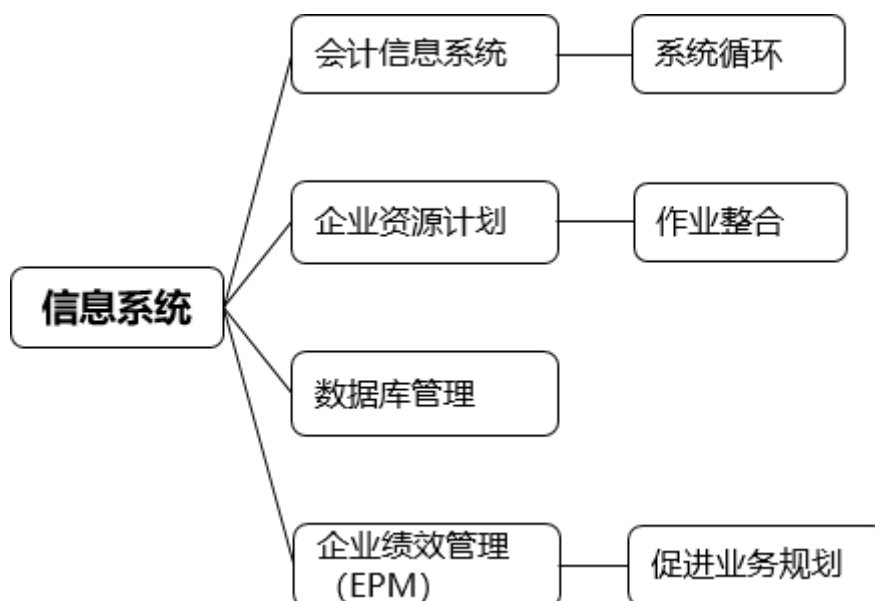 会计信息系统
系统循环
企业资源计划
作业整合
信息系统
数据库管理
企业绩效管理
（EPM）
促进业务规划